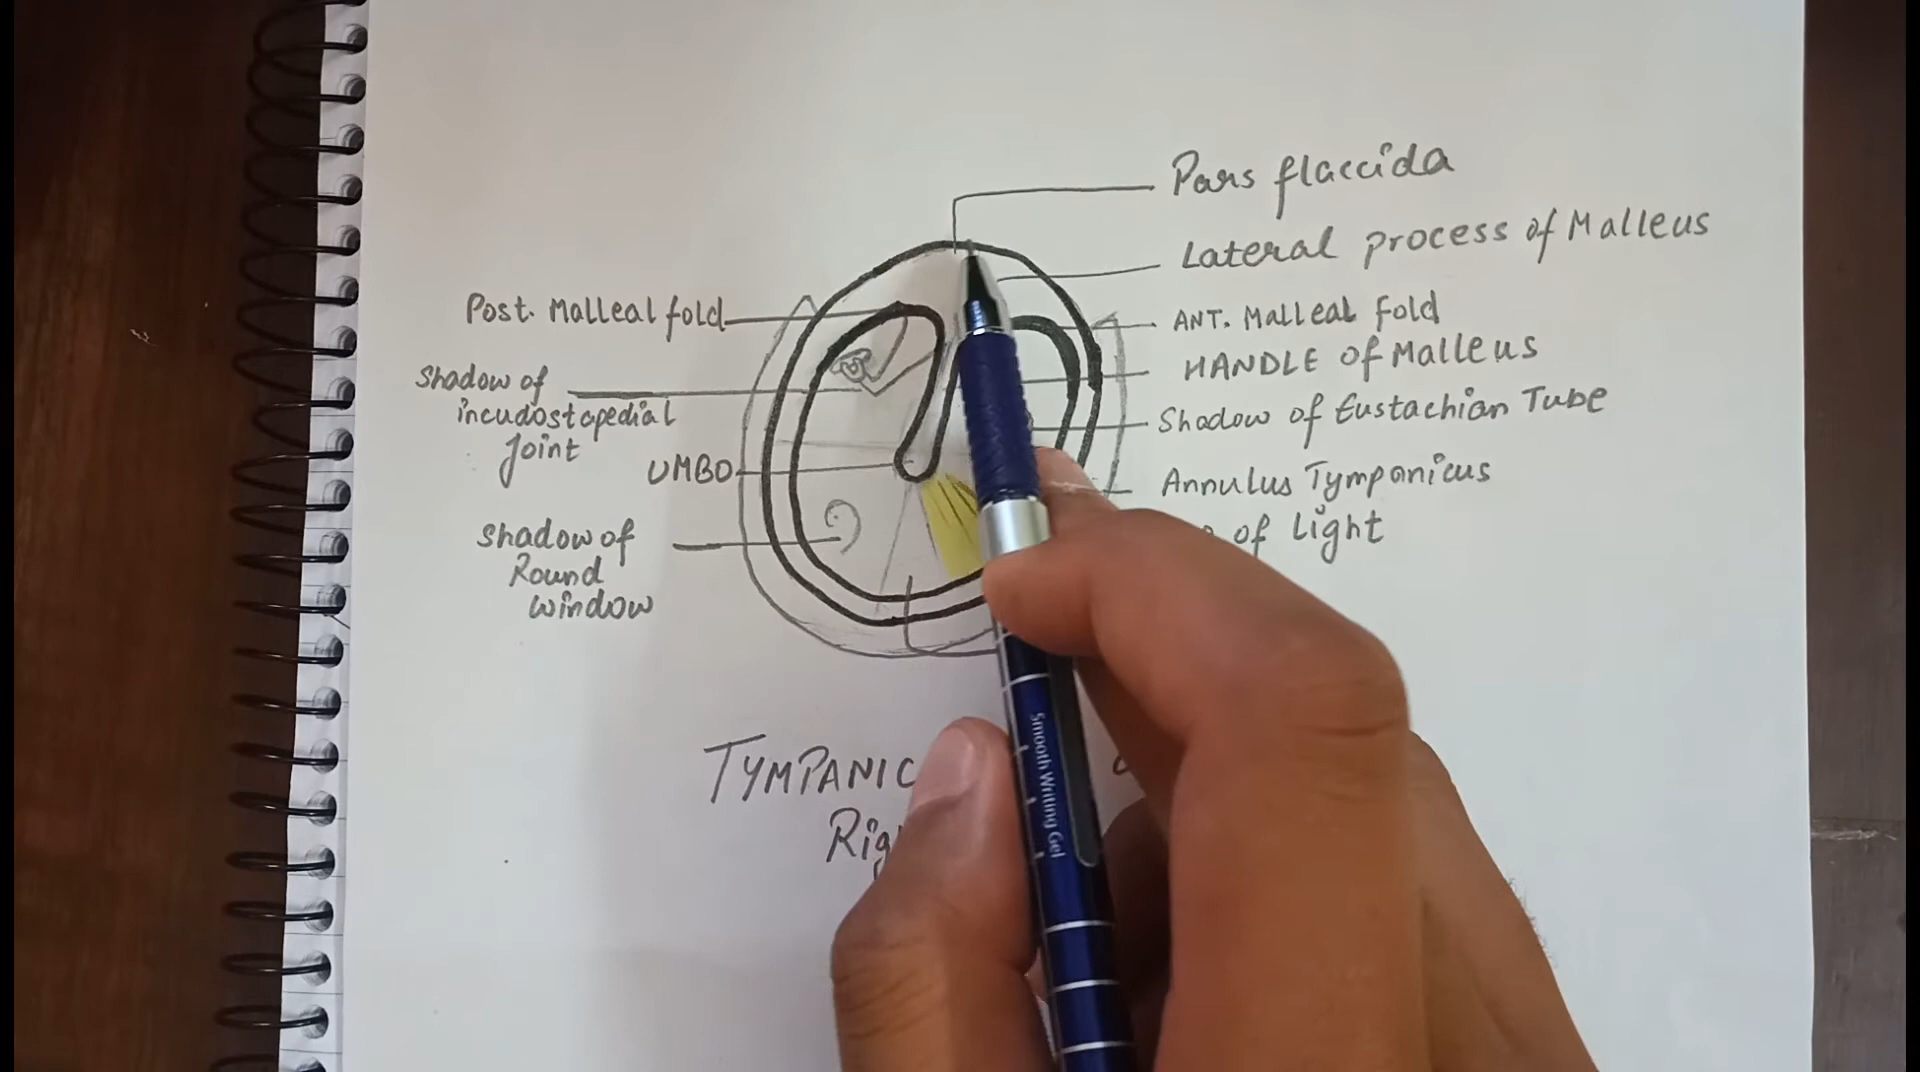 Pars flaccida
Lateral process of Malleus
Post. Malleal fold
ANT. Malleal Fold
HANDLE of Malleus
Shadow of
incudostapedial
Joint
Shadow of Eustachian Tube
UMBO
Annulus Tympanicus
of Light
Shadow of
Round
window
TYMPANIC
Smooth Writing Gel